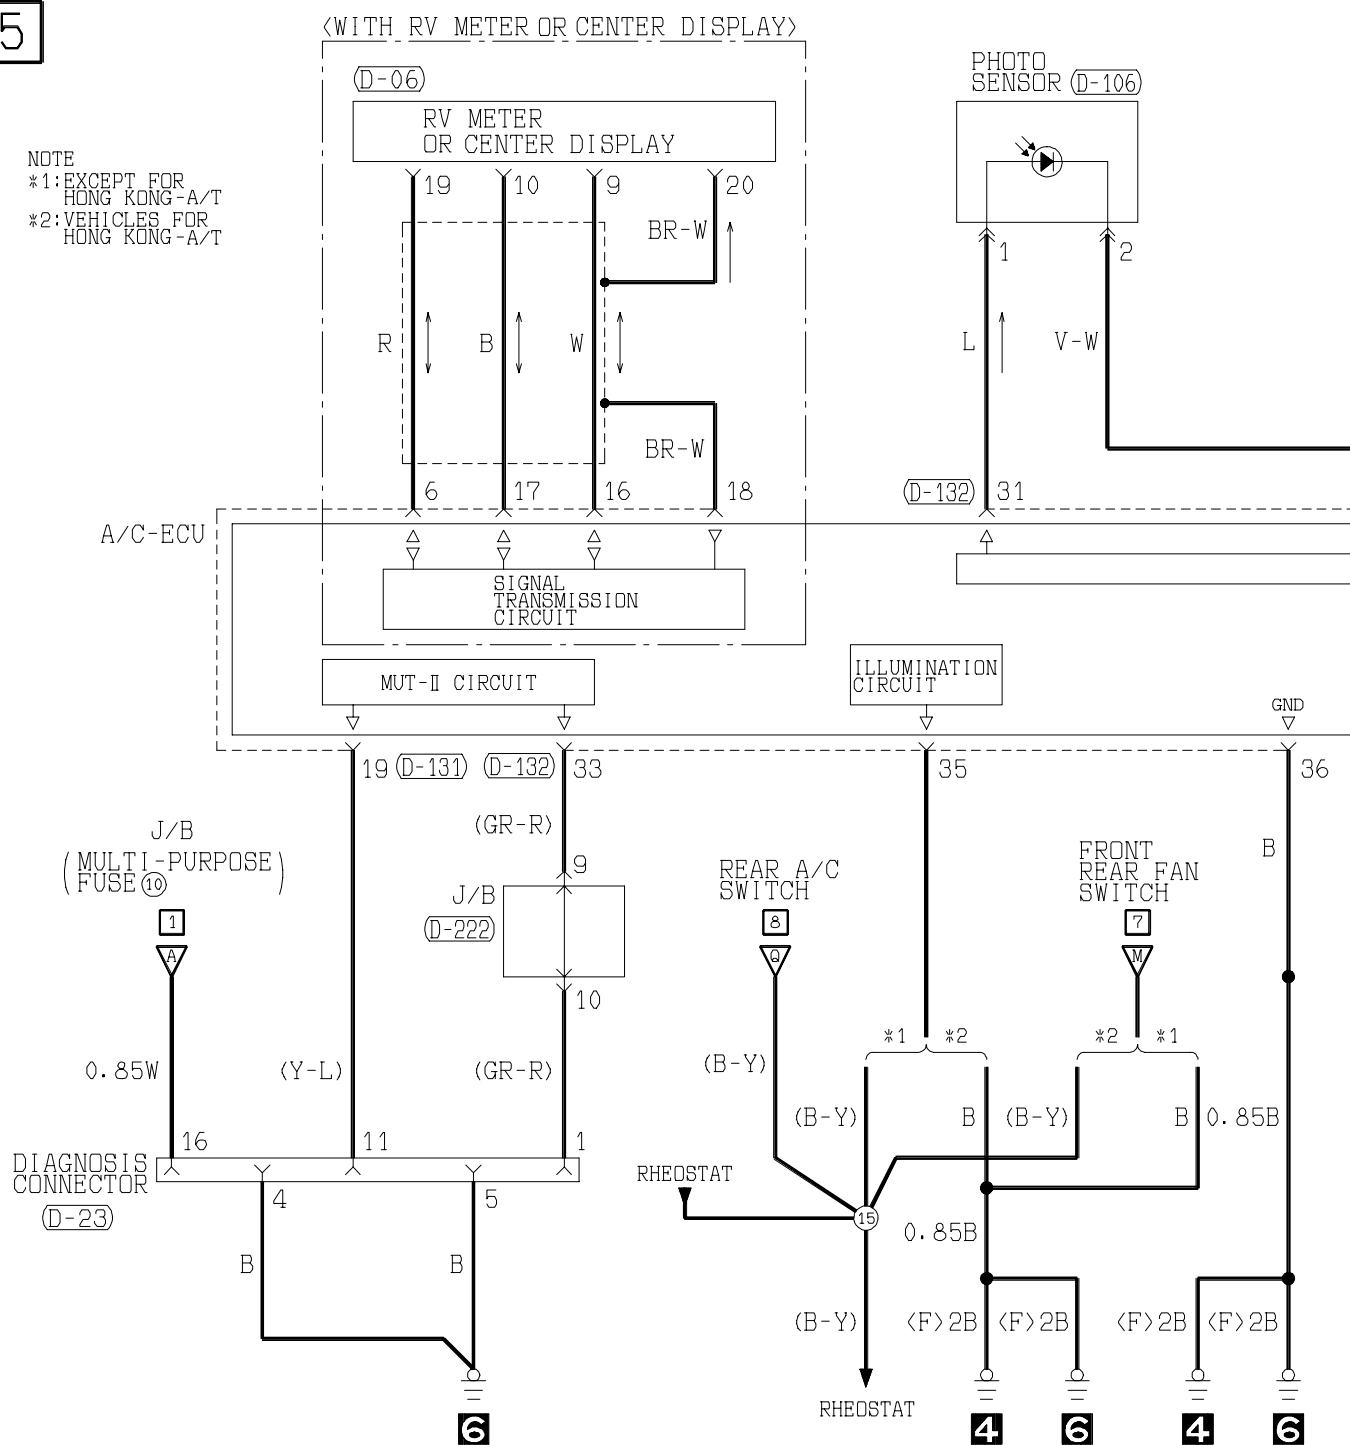 5
〈WITH RV METER OR CENTER DISPLAY〉
D-06
RV METER
OR CENTER DISPLAY
PHOTO
SENSOR D-106
NOTE
*1:EXCEPT FOR
HONG KONG-A/T
*2:VEHICLES FOR
HONG KONG-A/T
19 10 9 20
BR-W
1 2
R B W
L V-W
BR-W
6 17 16 18
D-132 31
A/C-ECU
SIGNAL
TRANSMISSION
CIRCUIT
MUT-Ⅱ CIRCUIT
ILLUMINATION
CIRCUIT
GND
19 D-131 D-132 33 35 36
(GR-R)
J/B
(MULTI-PURPOSE)
FUSE ⑩
9
J/B
D-222
10
REAR A/C
SWITCH
FRONT
REAR FAN
SWITCH
B
1 8 7
A Q M
*1 *2 *2 *1
0.85W (Y-L) (GR-R) (B-Y)
(B-Y) B (B-Y) B 0.85B
16 11 1
DIAGNOSIS
CONNECTOR
D-23
4 5
RHEOSTAT
15
0.85B
B B
(B-Y) 〈F〉2B 〈F〉2B 〈F〉2B 〈F〉2B
RHEOSTAT
6 4 6 4 6